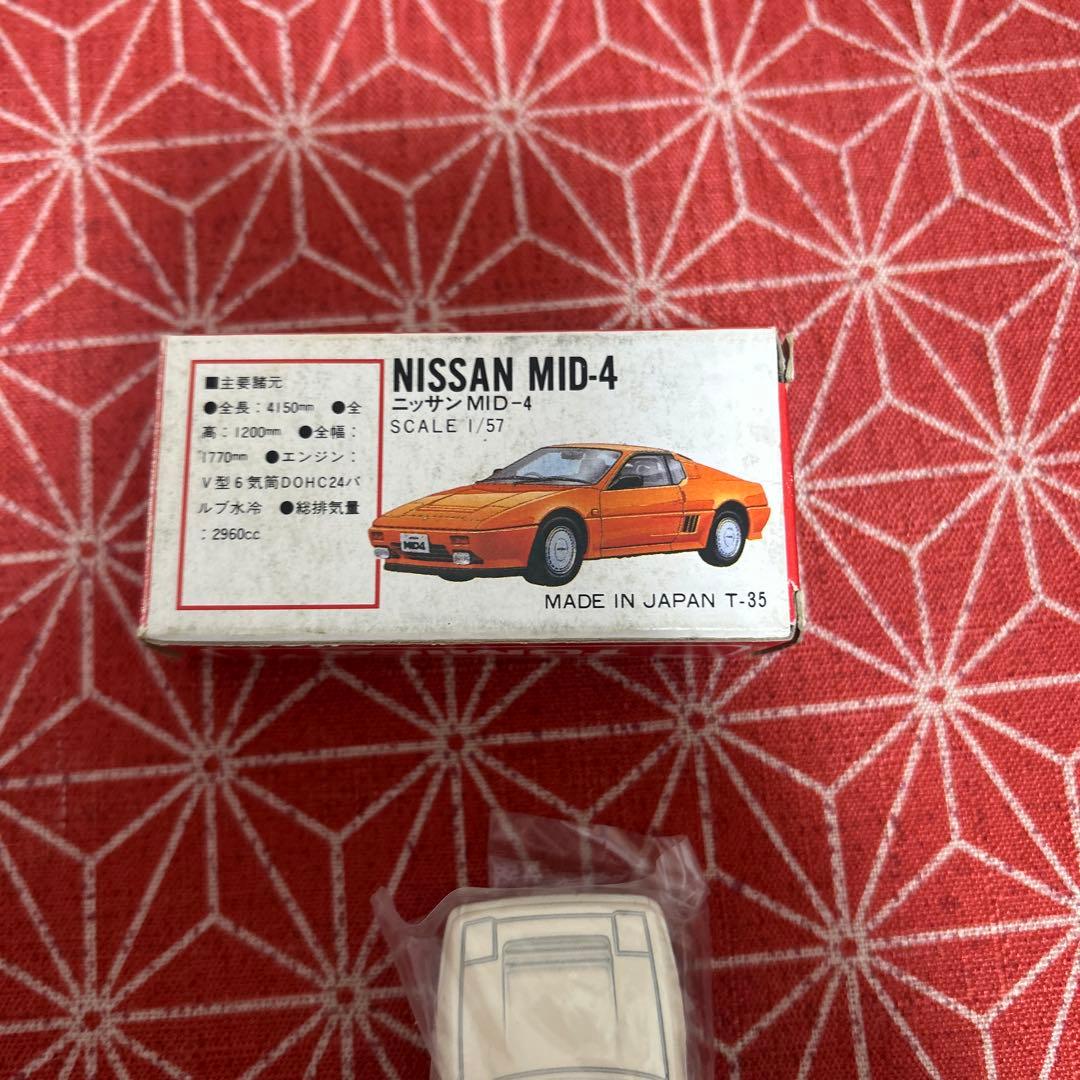 ■主要諸元
●全長：4150mm ●全
高：1200mm ●全幅：
1770mm ●エンジン：
V型6気筒DOHC24バ
ルブ水冷 ●総排気量
：2960cc
NISSAN MID-4
ニッサンMID-4
SCALE 1/57
MID4
MADE IN JAPAN T-35